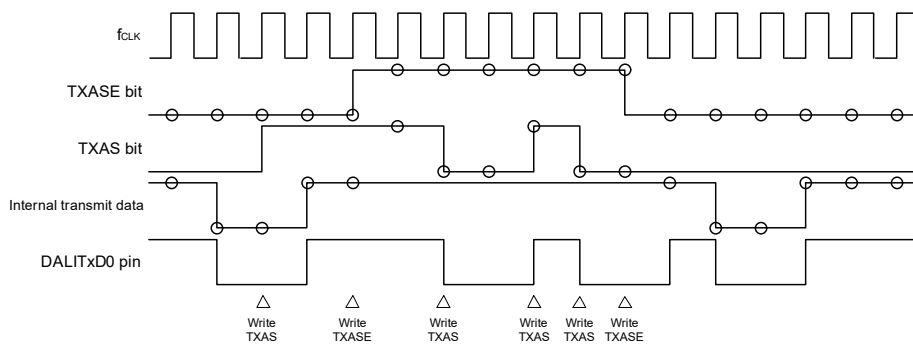 fCLK
TXASE bit
TXAS bit
Internal transmit data
DALITxD0 pin
Write
TXAS
Write
TXASE
Write
TXAS
Write
TXAS
Write
TXAS
Write
TXASE